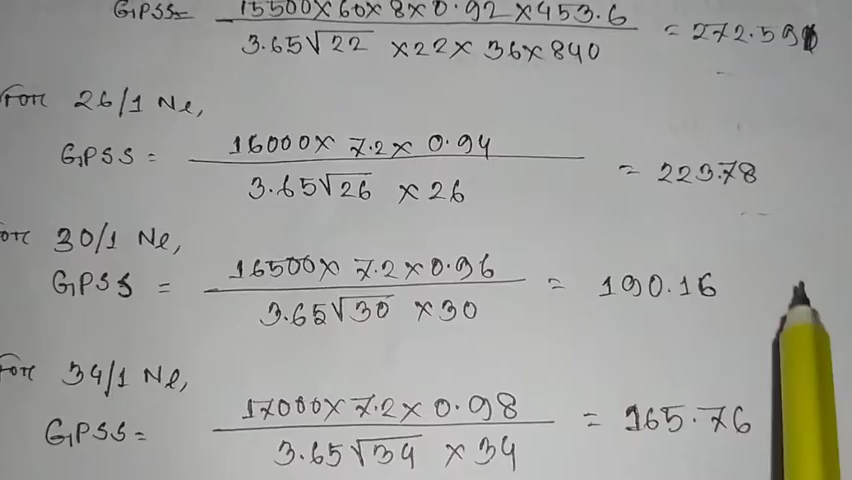 GPSS = 15500×60×8×0.92×453.6 / 3.65√22 ×22×36×840 = 272.59
For 26/1 Ne,
GPSS = 16000× 7.2× 0.94 / 3.65√26 ×26 = 223.78
For 30/1 Ne,
GPSS = 16500× 7.2×0.96 / 3.65√30 ×30 = 190.16
For 34/1 Ne,
GPSS = 17000×7.2×0.98 / 3.65√34 ×34 = 165.76